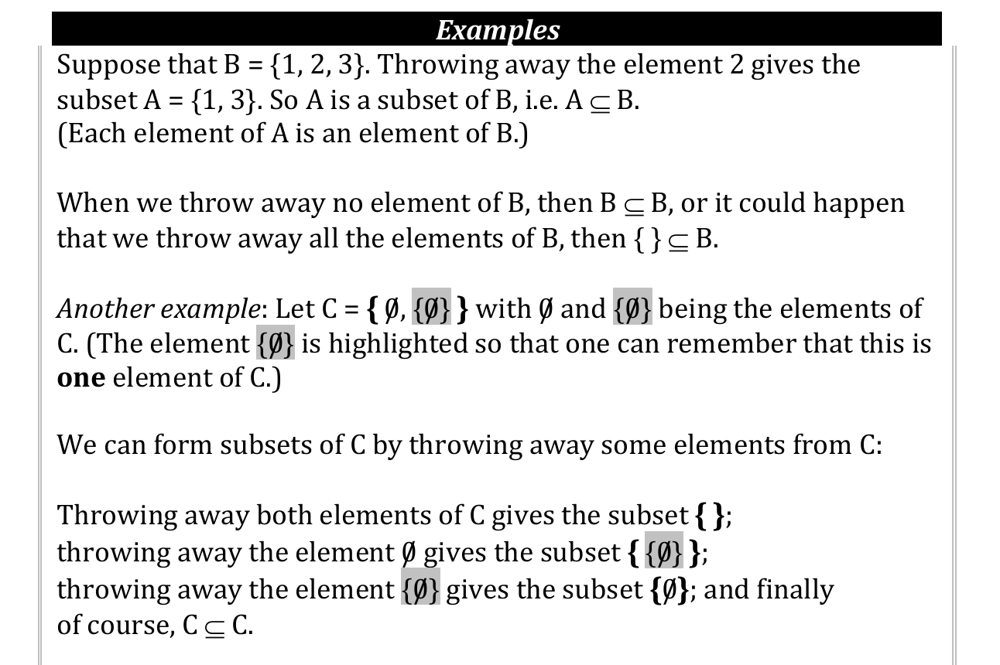 Examples
Suppose that B = {1, 2, 3}. Throwing away the element 2 gives the
subset A = {1, 3}. So A is a subset of B, i.e. A ⊆ B.
(Each element of A is an element of B.)
When we throw away no element of B, then B ⊆ B, or it could happen
that we throw away all the elements of B, then { } ⊆ B.
Another example: Let C = { ∅, {∅} } with ∅ and {∅} being the elements of
C. (The element {∅} is highlighted so that one can remember that this is
one element of C.)
We can form subsets of C by throwing away some elements from C:
Throwing away both elements of C gives the subset { };
throwing away the element ∅ gives the subset { {∅} };
throwing away the element {∅} gives the subset {∅}; and finally
of course, C ⊆ C.